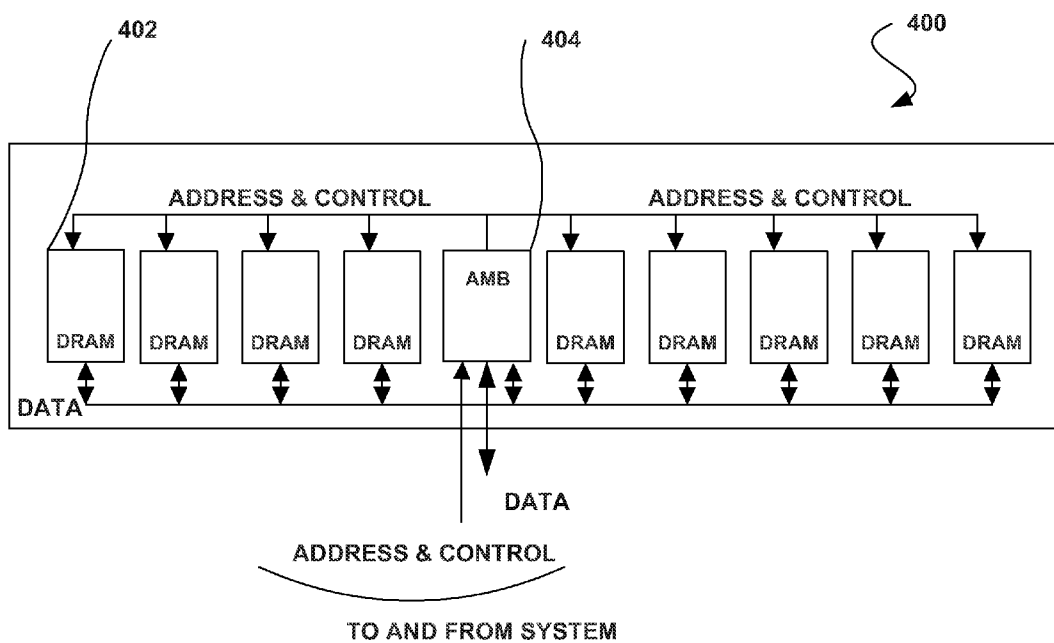 402
404
400
ADDRESS & CONTROL ADDRESS & CONTROL
AMB
DRAM DRAM DRAM DRAM DRAM DRAM DRAM DRAM DRAM
DATA
DATA
ADDRESS & CONTROL
TO AND FROM SYSTEM